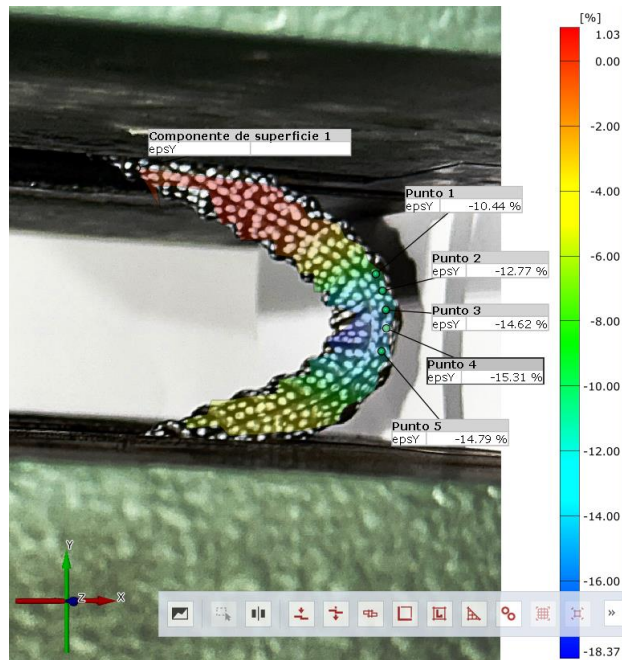 [%]
1.03
0.00
-2.00
-4.00
-6.00
-8.00
-10.00
-12.00
-14.00
-16.00
-18.37
Componente de superficie 1
epsY
Punto 1
epsY -10.44 %
Punto 2
epsY -12.77 %
Punto 3
epsY -14.62 %
Punto 4
epsY -15.31 %
Punto 5
epsY -14.79 %
Y
Z X
»